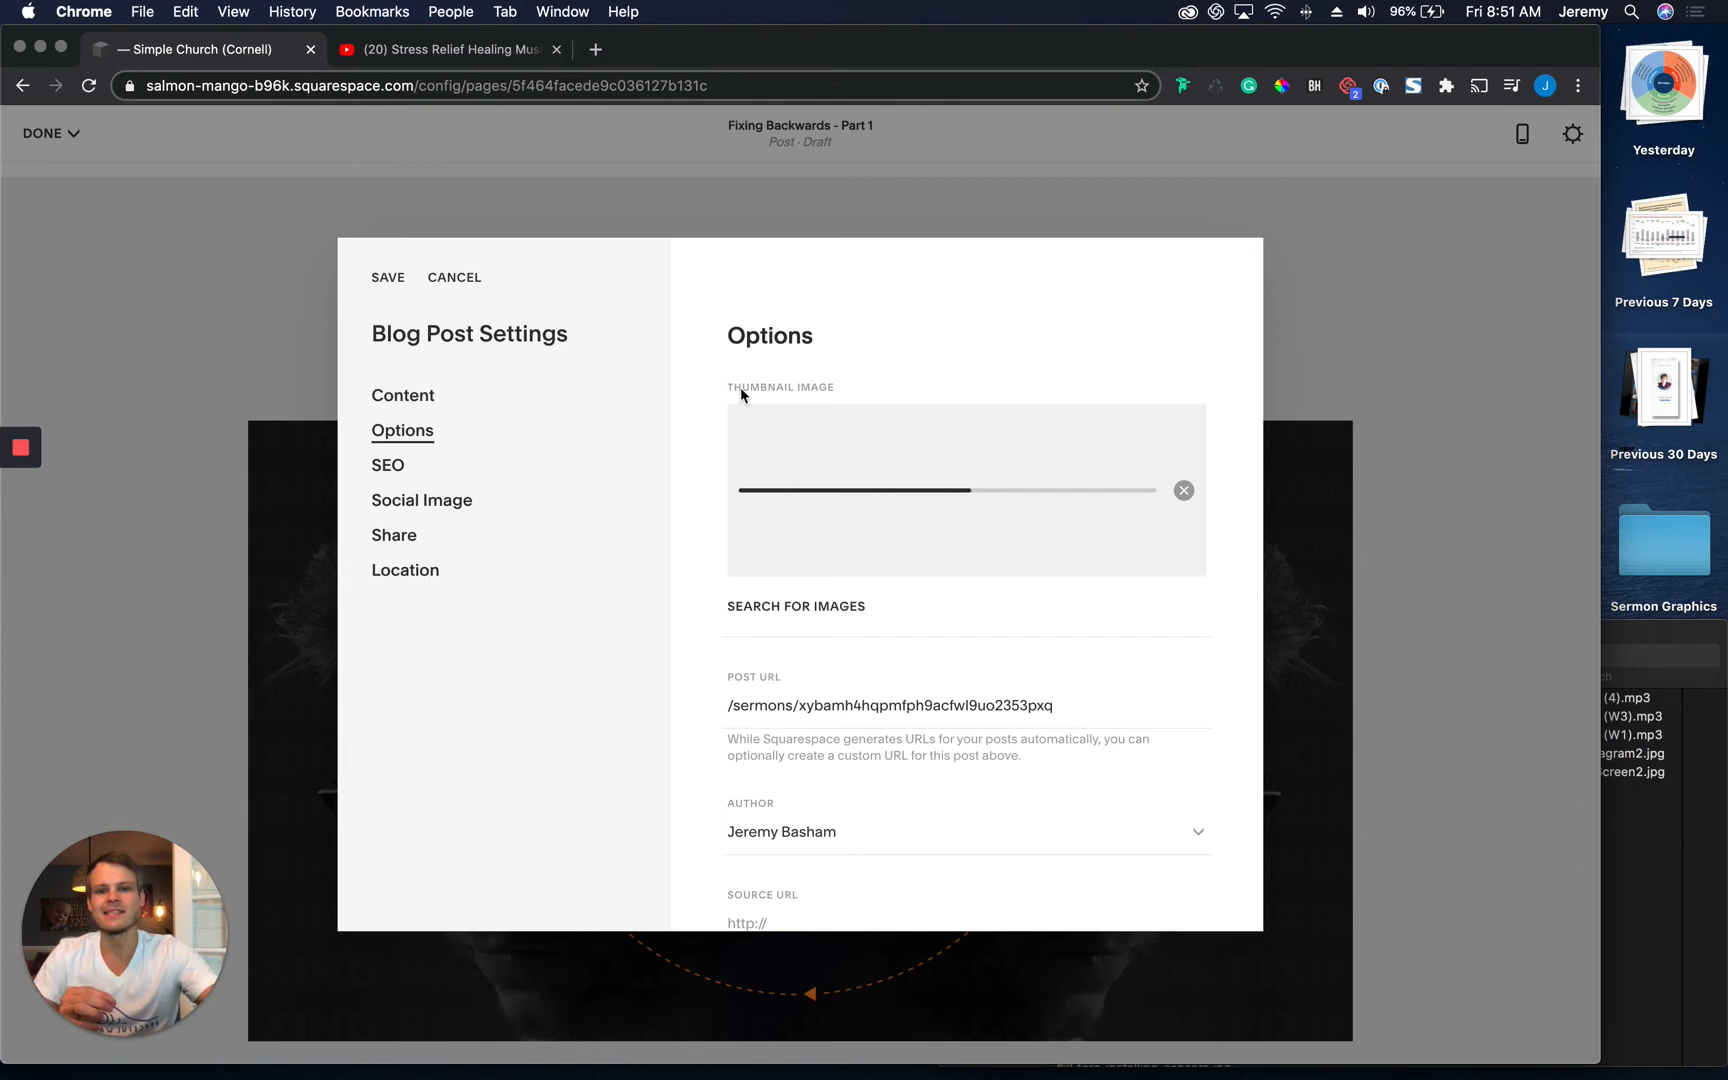 Chrome File Edit View History Bookmarks People Tab Window Help
96% Fri 8:51 AM Jeremy
— Simple Church (Cornell)
(20) Stress Relief Healing Mus
salmon-mango-b96k.squarespace.com/config/pages/5f464facede9c036127b131c
BH
2
J
DONE
Fixing Backwards - Part 1
Post · Draft
SAVE CANCEL
Blog Post Settings
Content
Options
SEO
Social Image
Share
Location
Options
THUMBNAIL IMAGE
SEARCH FOR IMAGES
POST URL
/sermons/xybamh4hqpmfph9acfwl9uo2353pxq
While Squarespace generates URLs for your posts automatically, you can
optionally create a custom URL for this post above.
AUTHOR
Jeremy Basham
SOURCE URL
http://
Yesterday
Previous 7 Days
Previous 30 Days
Sermon Graphics
(4).mp3
(W3).mp3
(W1).mp3
agram2.jpg
Screen2.jpg